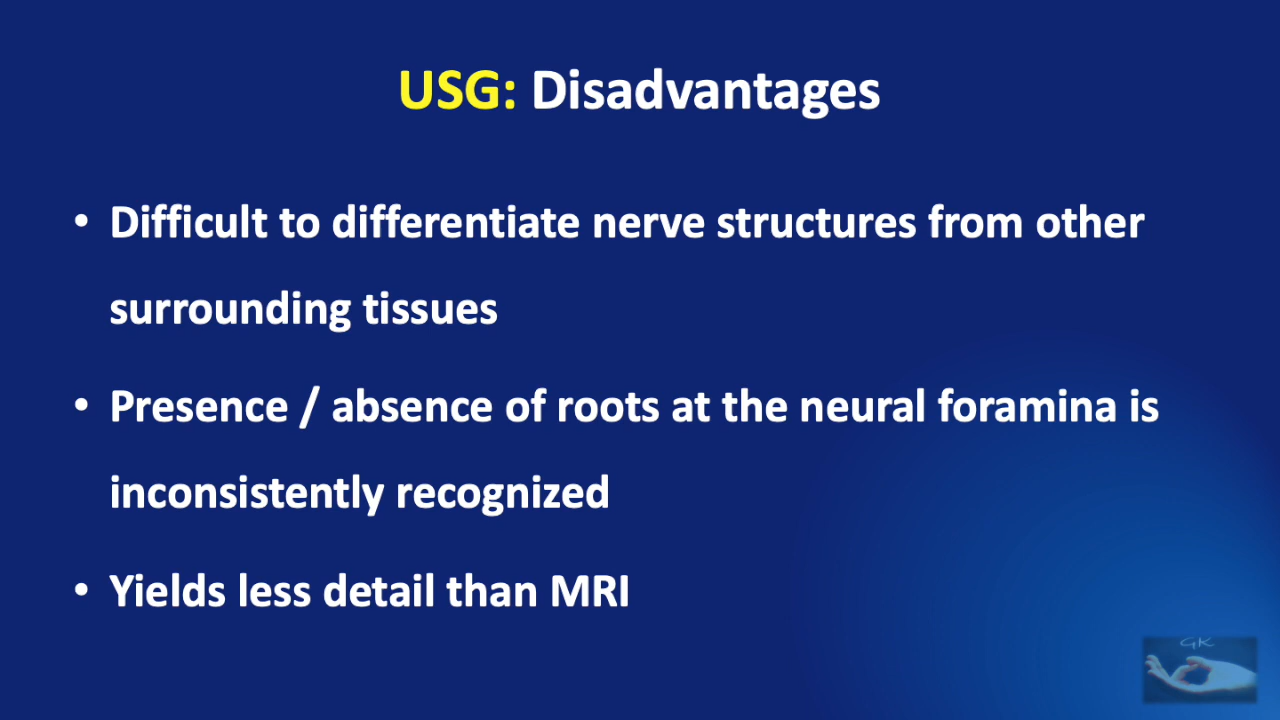 USG: Disadvantages
• Difficult to differentiate nerve structures from other
surrounding tissues
• Presence / absence of roots at the neural foramina is
inconsistently recognized
• Yields less detail than MRI
GK